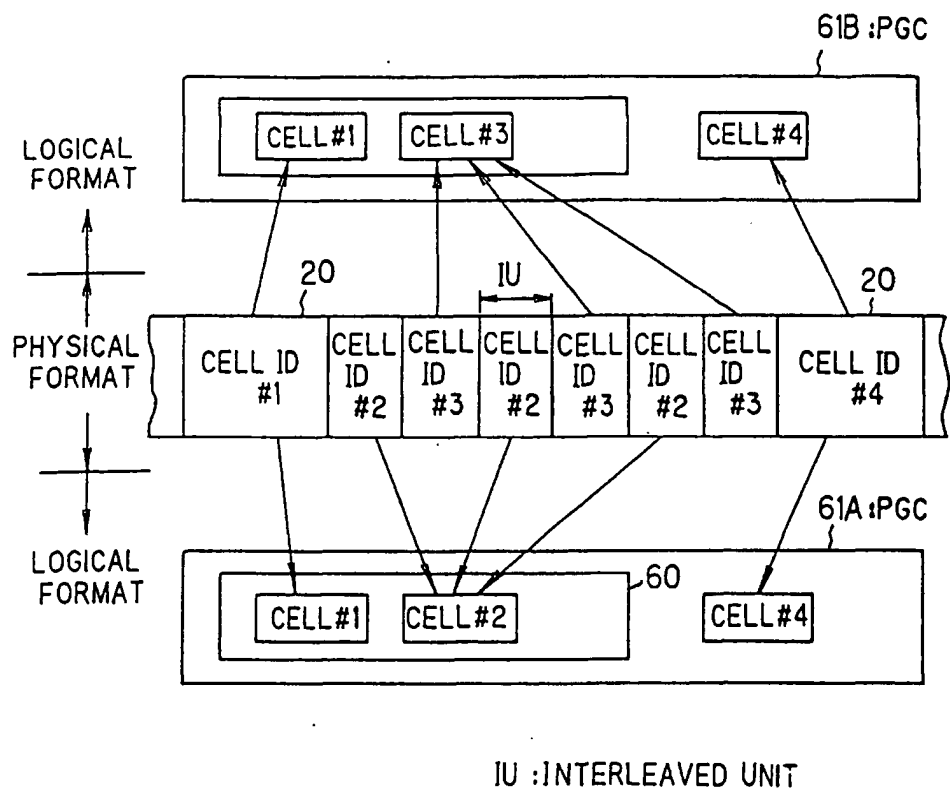 61B :PGC
CELL#1
CELL#3
CELL#4
LOGICAL
FORMAT
20
IU
20
PHYSICAL
FORMAT
CELL ID
#1
CELL
ID
#2
CELL
ID
#3
CELL
ID
#2
CELL
ID
#3
CELL
ID
#2
CELL
ID
#3
CELL ID
#4
61A :PGC
LOGICAL
FORMAT
60
CELL#1
CELL#2
CELL#4
IU :INTERLEAVED UNIT